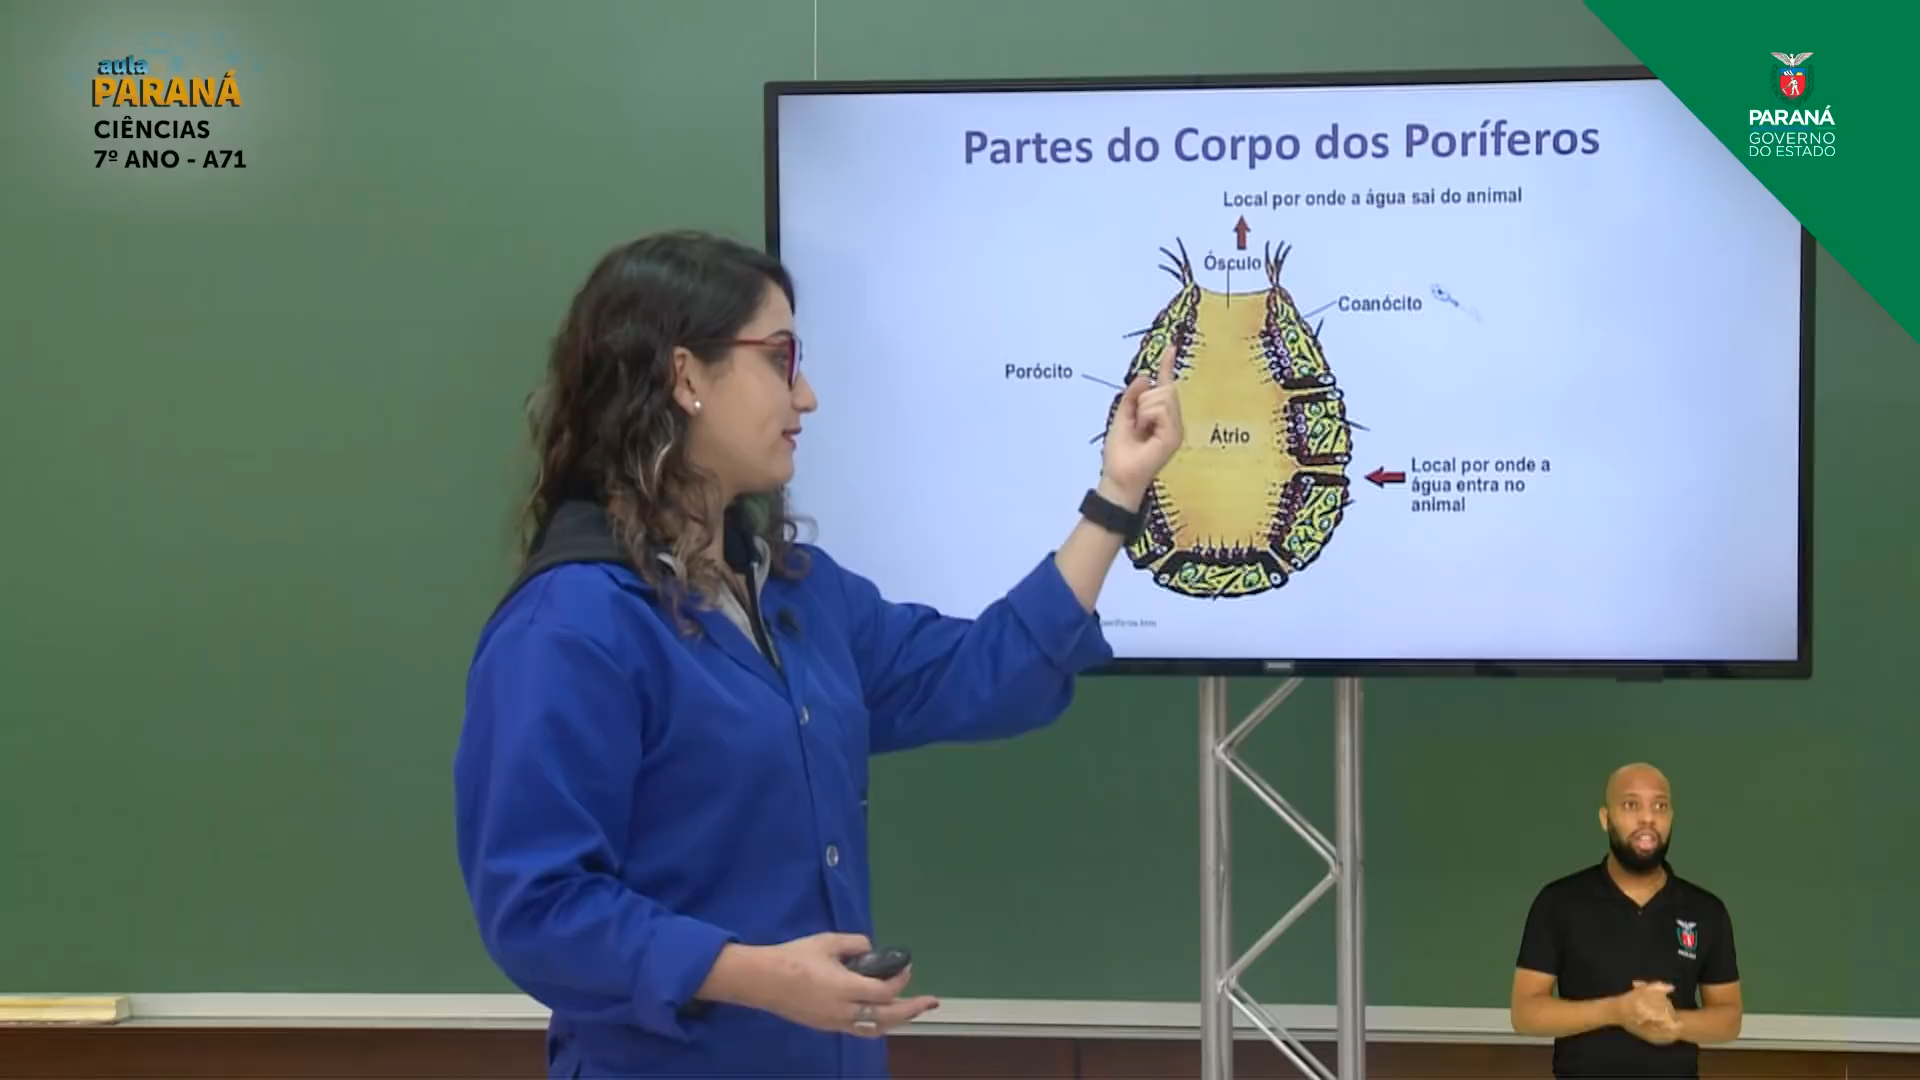 aula
PARANÁ
CIÊNCIAS
7º ANO - A71
PARANÁ
GOVERNO
DO ESTADO
Partes do Corpo dos Poríferos
Local por onde a água sai do animal
Ósculo
Coanócito
Porócito
Átrio
Local por onde a
água entra no
animal